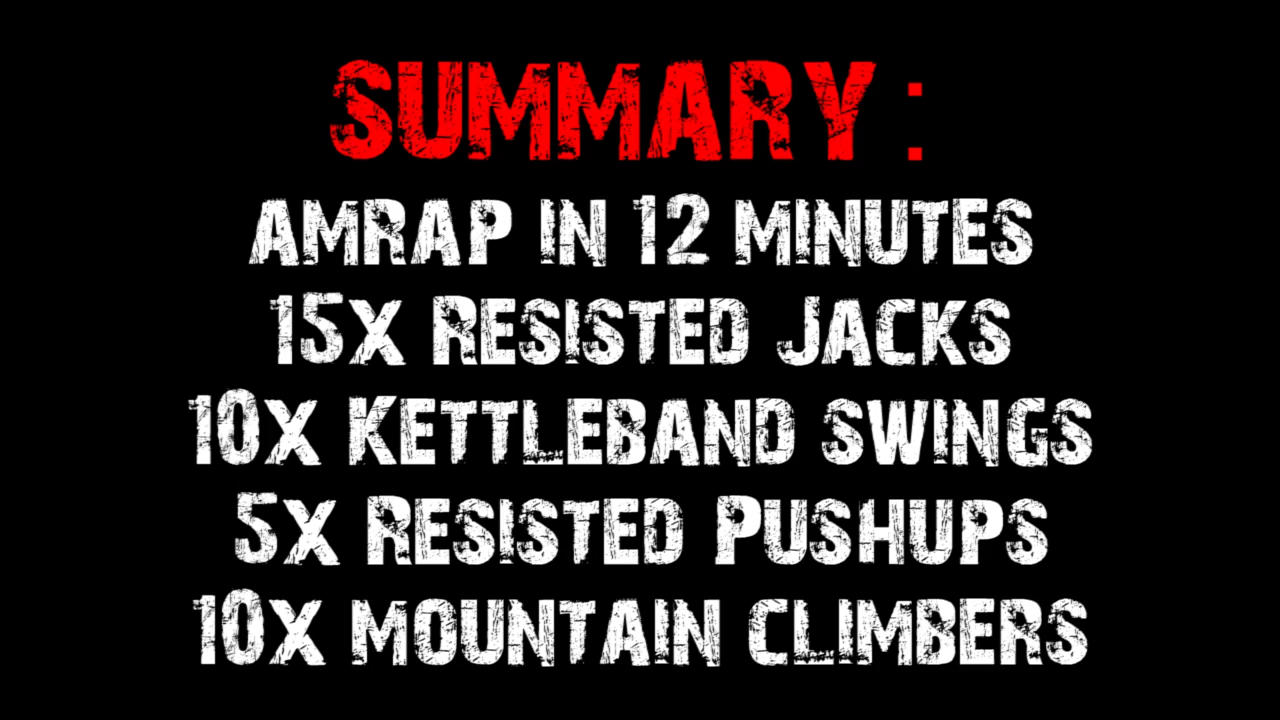 SUMMARY :
AMRAP IN 12 MINUTES
15X RESISTED JACKS
10X KETTLEBAND SWINGS
5X RESISTED PUSHUPS
10X MOUNTAIN CLIMBERS